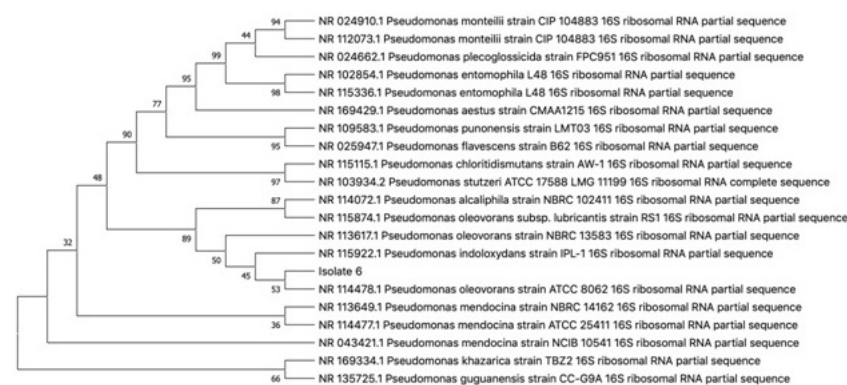 94
NR 024910.1 Pseudomonas monteilii strain CIP 104883 16S ribosomal RNA partial sequence
44
NR 112073.1 Pseudomonas monteilii strain CIP 104883 16S ribosomal RNA partial sequence
99
NR 024662.1 Pseudomonas plecoglossicida strain FPC951 16S ribosomal RNA partial sequence
95
NR 102854.1 Pseudomonas entomophila L48 16S ribosomal RNA partial sequence
98
NR 115336.1 Pseudomonas entomophila L48 16S ribosomal RNA partial sequence
77
NR 169429.1 Pseudomonas aestus strain CMAA1215 16S ribosomal RNA partial sequence
90
NR 109583.1 Pseudomonas punonensis strain LMT03 16S ribosomal RNA partial sequence
95
NR 025947.1 Pseudomonas flavescens strain B62 16S ribosomal RNA partial sequence
48
NR 115115.1 Pseudomonas chloritidismutans strain AW-1 16S ribosomal RNA partial sequence
97
NR 103934.2 Pseudomonas stutzeri ATCC 17588 LMG 11199 16S ribosomal RNA complete sequence
87
NR 114072.1 Pseudomonas alcaliphila strain NBRC 102411 16S ribosomal RNA partial sequence
NR 115874.1 Pseudomonas oleovorans subsp. lubricantis strain RS1 16S ribosomal RNA partial sequence
89
NR 113617.1 Pseudomonas oleovorans strain NBRC 13583 16S ribosomal RNA partial sequence
32
50
NR 115922.1 Pseudomonas indoloxydans strain IPL-1 16S ribosomal RNA partial sequence
45
Isolate 6
53
NR 114478.1 Pseudomonas oleovorans strain ATCC 8062 16S ribosomal RNA partial sequence
NR 113649.1 Pseudomonas mendocina strain NBRC 14162 16S ribosomal RNA partial sequence
36
NR 114477.1 Pseudomonas mendocina strain ATCC 25411 16S ribosomal RNA partial sequence
NR 043421.1 Pseudomonas mendocina strain NCIB 10541 16S ribosomal RNA partial sequence
NR 169334.1 Pseudomonas khazarica strain TBZ2 16S ribosomal RNA partial sequence
66
NR 135725.1 Pseudomonas guguanensis strain CC-G9A 16S ribosomal RNA partial sequence